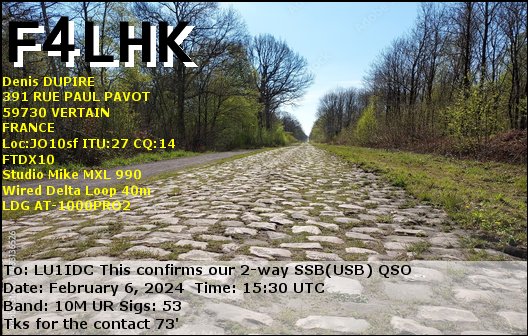 F4LHK
Denis DUPIRE
391 RUE PAUL PAVOT
59730 VERTAIN
FRANCE
Loc:JO10sf ITU:27 CQ:14
FTDX10
Studio Mike MXL 990
Wired Delta Loop 40m
LDG AT-1000PRO2
To: LU1IDC This confirms our 2-way SSB(USB) QSO
Date: February 6, 2024 Time: 15:30 UTC
Band: 10M UR Sigs: 53
Tks for the contact 73'